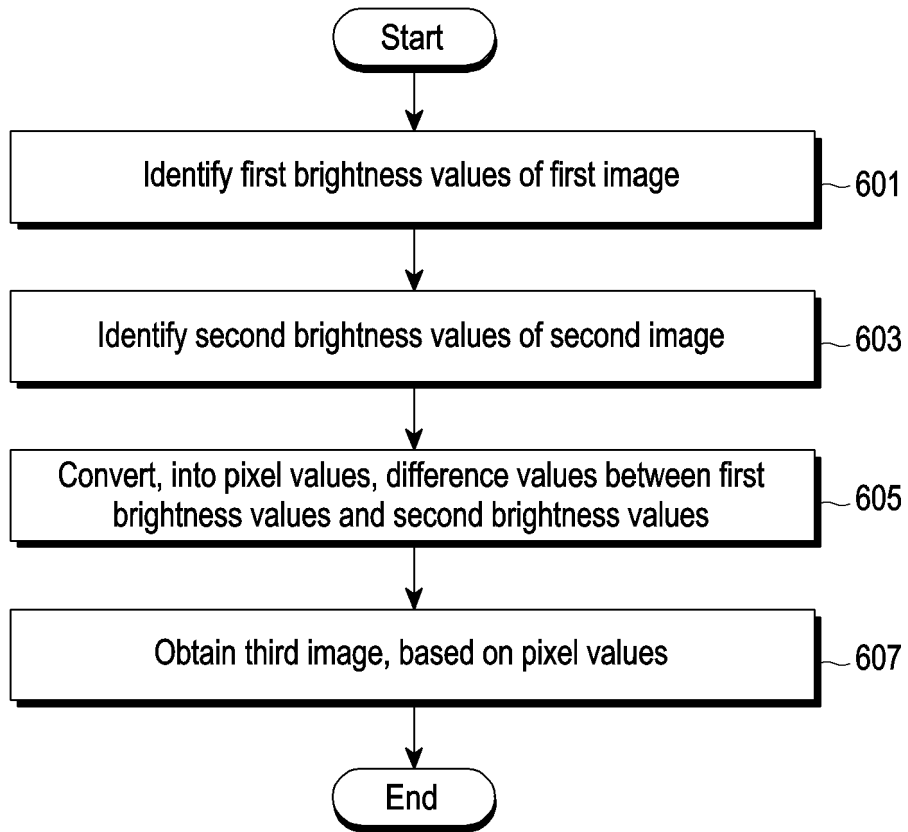 Start
Identify first brightness values of first image
601
Identify second brightness values of second image
603
Convert, into pixel values, difference values between first
brightness values and second brightness values
605
Obtain third image, based on pixel values
607
End